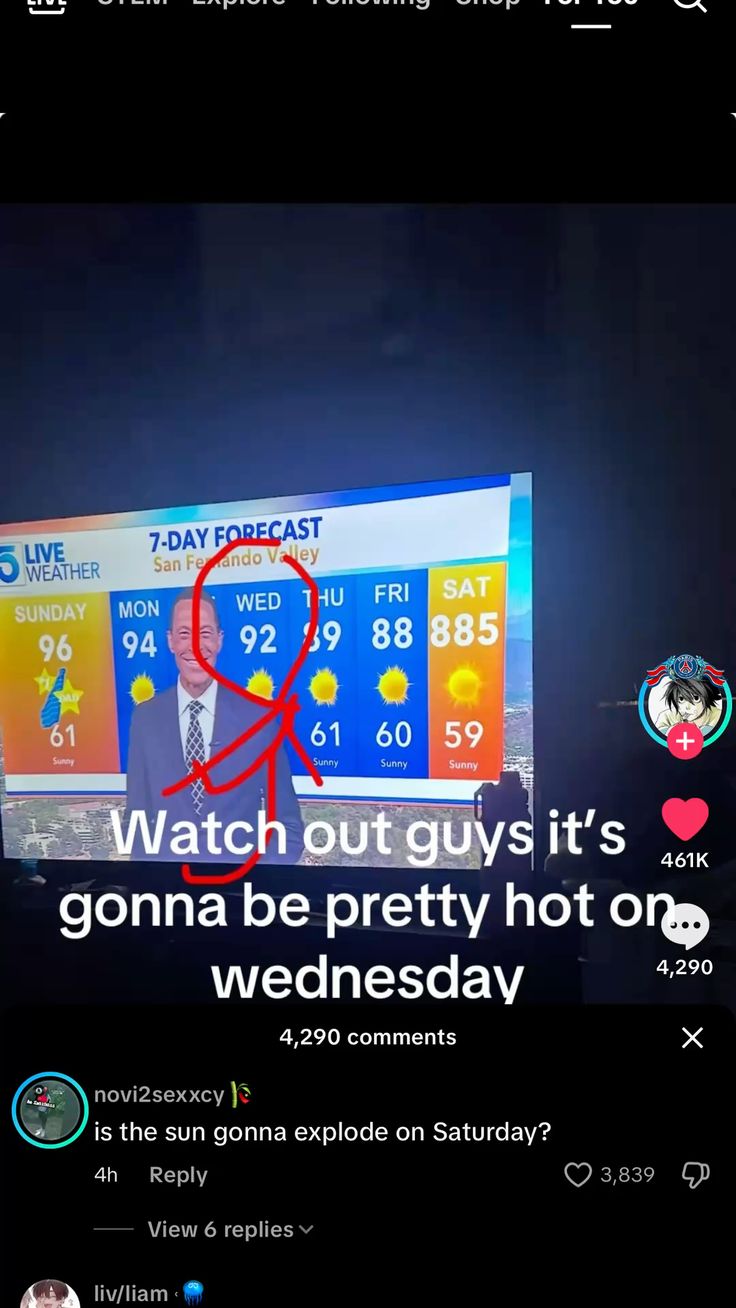 LIVE STEM Explore Following Shop For You
7-DAY FORECAST
San Fernando Valley
5 LIVE
WEATHER
SUNDAY MON WED THU FRI SAT
96 94 92 89 88 885
61 61 60 59
Sunny Sunny Sunny Sunny
Watch out guys it’s
gonna be pretty hot on
wednesday
461K
4,290
4,290 comments
novi2sexxcy
is the sun gonna explode on Saturday?
4h Reply 3,839
View 6 replies
liv/liam